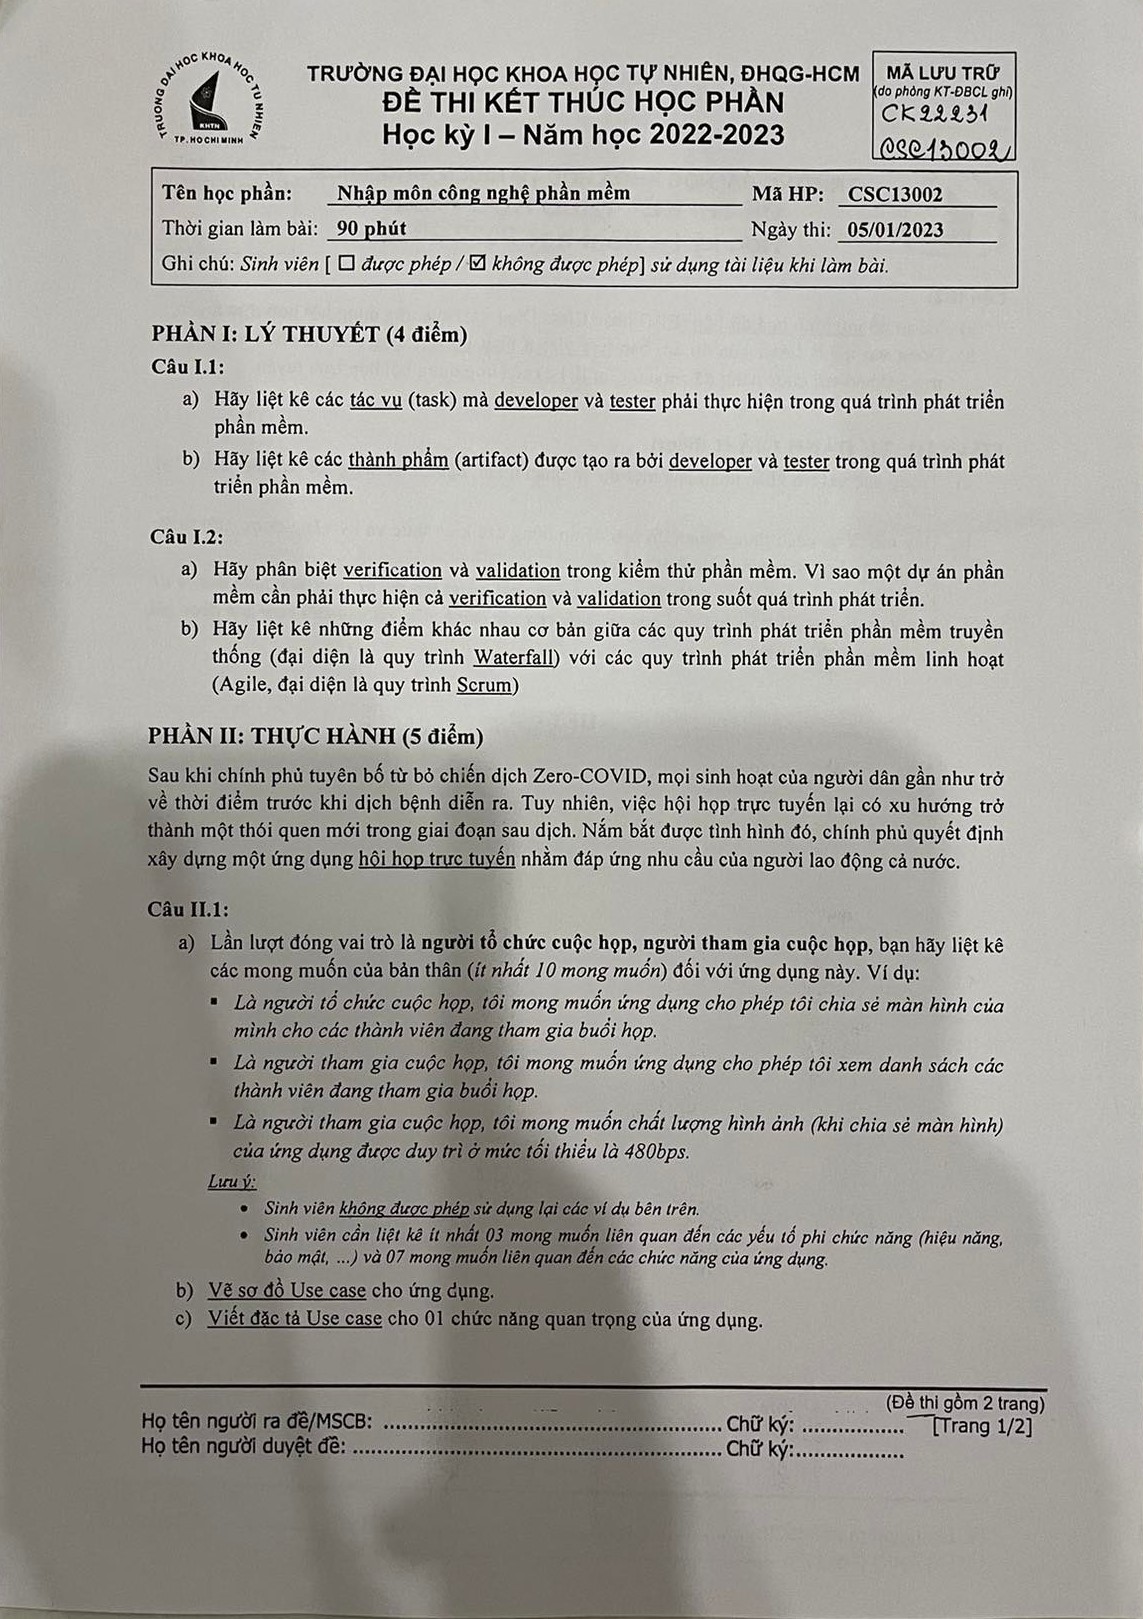 TRƯỜNG ĐẠI HỌC KHOA HỌC TỰ NHIÊN
KHTN
TP. HO CHI MINH
TRƯỜNG ĐẠI HỌC KHOA HỌC TỰ NHIÊN, ĐHQG-HCM
ĐỀ THI KẾT THÚC HỌC PHẦN
Học kỳ I – Năm học 2022-2023
MÃ LƯU TRỮ
(do phòng KT-ĐBCL ghi)
CK22231
CSC13002
Tên học phần: Nhập môn công nghệ phần mềm Mã HP: CSC13002
Thời gian làm bài: 90 phút Ngày thi: 05/01/2023
Ghi chú: Sinh viên [ ☐ được phép / ☑ không được phép] sử dụng tài liệu khi làm bài.
PHẦN I: LÝ THUYẾT (4 điểm)
Câu I.1:
a) Hãy liệt kê các tác vụ (task) mà developer và tester phải thực hiện trong quá trình phát triển
phần mềm.
b) Hãy liệt kê các thành phẩm (artifact) được tạo ra bởi developer và tester trong quá trình phát
triển phần mềm.
Câu I.2:
a) Hãy phân biệt verification và validation trong kiểm thử phần mềm. Vì sao một dự án phần
mềm cần phải thực hiện cả verification và validation trong suốt quá trình phát triển.
b) Hãy liệt kê những điểm khác nhau cơ bản giữa các quy trình phát triển phần mềm truyền
thống (đại diện là quy trình Waterfall) với các quy trình phát triển phần mềm linh hoạt
(Agile, đại diện là quy trình Scrum)
PHẦN II: THỰC HÀNH (5 điểm)
Sau khi chính phủ tuyên bố từ bỏ chiến dịch Zero-COVID, mọi sinh hoạt của người dân gần như trở
về thời điểm trước khi dịch bệnh diễn ra. Tuy nhiên, việc hội họp trực tuyến lại có xu hướng trở
thành một thói quen mới trong giai đoạn sau dịch. Nắm bắt được tình hình đó, chính phủ quyết định
xây dựng một ứng dụng hội họp trực tuyến nhằm đáp ứng nhu cầu của người lao động cả nước.
Câu II.1:
a) Lần lượt đóng vai trò là người tổ chức cuộc họp, người tham gia cuộc họp, bạn hãy liệt kê
các mong muốn của bản thân (ít nhất 10 mong muốn) đối với ứng dụng này. Ví dụ:
▪ Là người tổ chức cuộc họp, tôi mong muốn ứng dụng cho phép tôi chia sẻ màn hình của
mình cho các thành viên đang tham gia buổi họp.
▪ Là người tham gia cuộc họp, tôi mong muốn ứng dụng cho phép tôi xem danh sách các
thành viên đang tham gia buổi họp.
▪ Là người tham gia cuộc họp, tôi mong muốn chất lượng hình ảnh (khi chia sẻ màn hình)
của ứng dụng được duy trì ở mức tối thiểu là 480bps.
Lưu ý:
• Sinh viên không được phép sử dụng lại các ví dụ bên trên.
• Sinh viên cần liệt kê ít nhất 03 mong muốn liên quan đến các yếu tố phi chức năng (hiệu năng,
bảo mật, ...) và 07 mong muốn liên quan đến các chức năng của ứng dụng.
b) Vẽ sơ đồ Use case cho ứng dụng.
c) Viết đặc tả Use case cho 01 chức năng quan trọng của ứng dụng.
(Đề thi gồm 2 trang)
Họ tên người ra đề/MSCB: ........................................ Chữ ký: .................. [Trang 1/2]
Họ tên người duyệt đề: ............................................. Chữ ký:...................